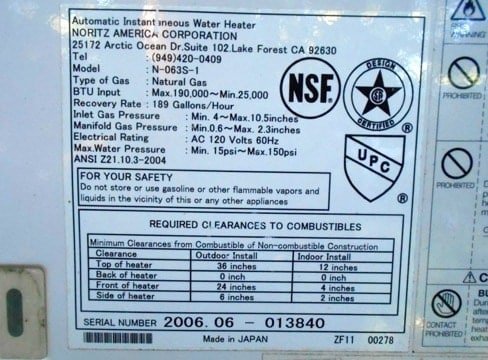 Automatic Instantneous Water Heater
NORITZ AMERICA CORPORATION
25172 Arctic Ocean Dr.Suite 102.Lake Forest CA 92630
Tel : (949)420-0409
Model : N-063S-1
Type of Gas : Natural Gas
BTU Input : Max.190,000~Min.25,000
Recovery Rate : 189 Gallons/Hour
Inlet Gas Pressure : Min. 4~Max.10.5inches
Manifold Gas Pressure : Min.0.6~Max. 2.3inches
Electrical Rating : AC 120 Volts 60Hz
Max.Water Pressure : Min. 15psi~Max.150psi
ANSI Z21.10.3-2004
NSF®
DESIGN
CERTIFIED
®
UPC
®
FOR YOUR SAFETY
Do not store or use gasoline or other flammable vapors and
liquids in the vicinity of this or any other appliances
REQUIRED CLEARANCES TO COMBUSTIBLES
Minimum Clearances from Combustible of Non-combustible Construction
Clearance Outdoor Install Indoor Install
Top of heater 36 inches 12 inches
Back of heater 0 inch 0 inch
Front of heater 24 inches 4 inches
Side of heater 6 inches 2 inches
SERIAL NUMBER 2006.06 - 013840
Made in JAPAN ZF11 00278
WARNING
PROHIBITED
PROHIBITED
CONTACT
PROHIBITED